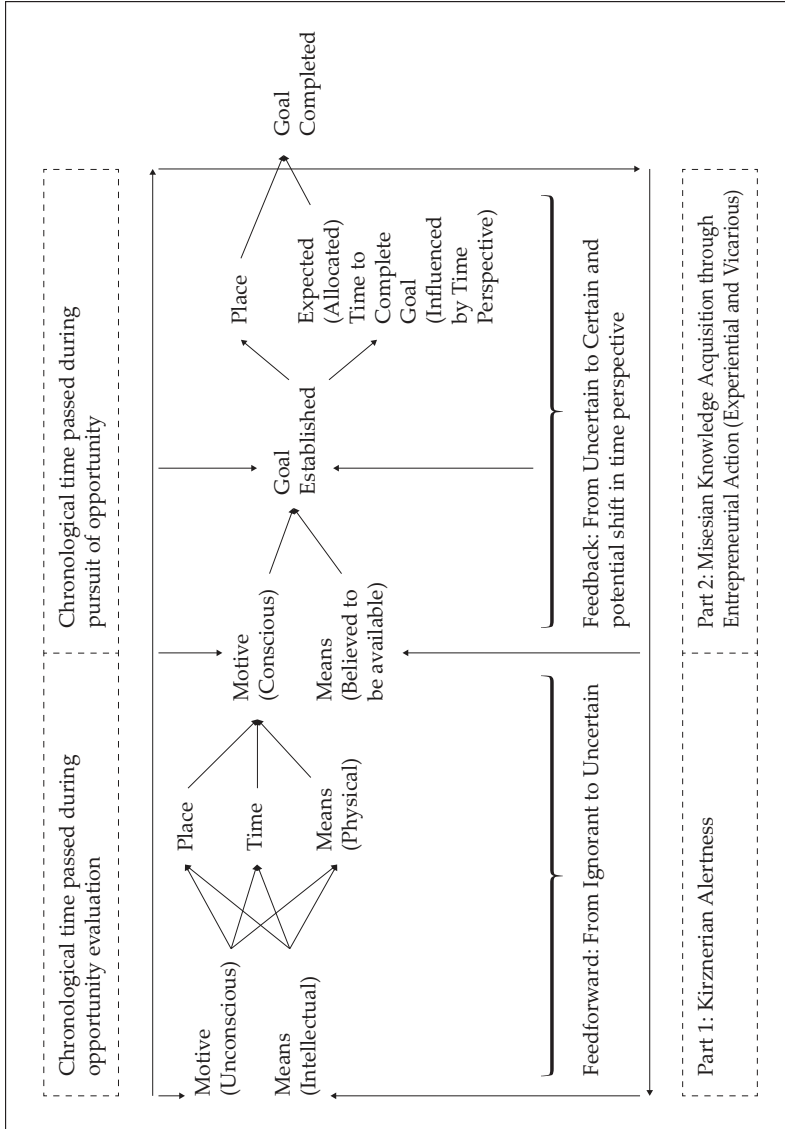 Chronological time passed during
opportunity evaluation
Chronological time passed during
pursuit of opportunity
Motive
(Unconscious)
Means
(Intellectual)
Place
Time
Means
(Physical)
Motive
(Conscious)
Means
(Believed to
be available)
Goal
Established
Place
Expected
(Allocated)
Time to
Complete
Goal
(Influenced
by Time
Perspective)
Goal
Completed
Feedforward: From Ignorant to Uncertain
Feedback: From Uncertain to Certain and
potential shift in time perspective
Part 1: Kirznerian Alertness
Part 2: Misesian Knowledge Acquisition through
Entrepreneurial Action (Experiential and Vicarious)